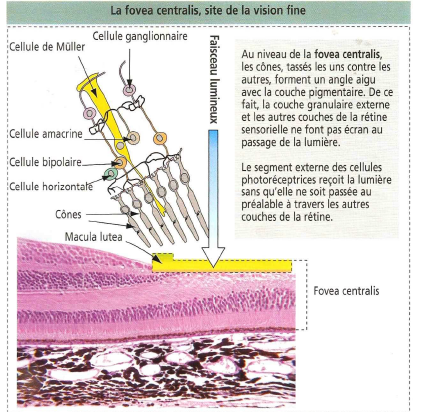 La fovea centralis, site de la vision fine
Cellule de Müller
Cellule ganglionnaire
Faisceau lumineux
Cellule amacrine
Cellule bipolaire
Cellule horizontale
Cônes
Macula lutea
Au niveau de la fovea centralis,
les cônes, tassés les uns contre les
autres, forment un angle aigu
avec la couche pigmentaire. De ce
fait, la couche granulaire externe
et les autres couches de la rétine
sensorielle ne font pas écran au
passage de la lumière.
Le segment externe des cellules
photoréceptrices reçoit la lumière
sans qu'elle ne soit passée au
préalable à travers les autres
couches de la rétine.
Fovea centralis